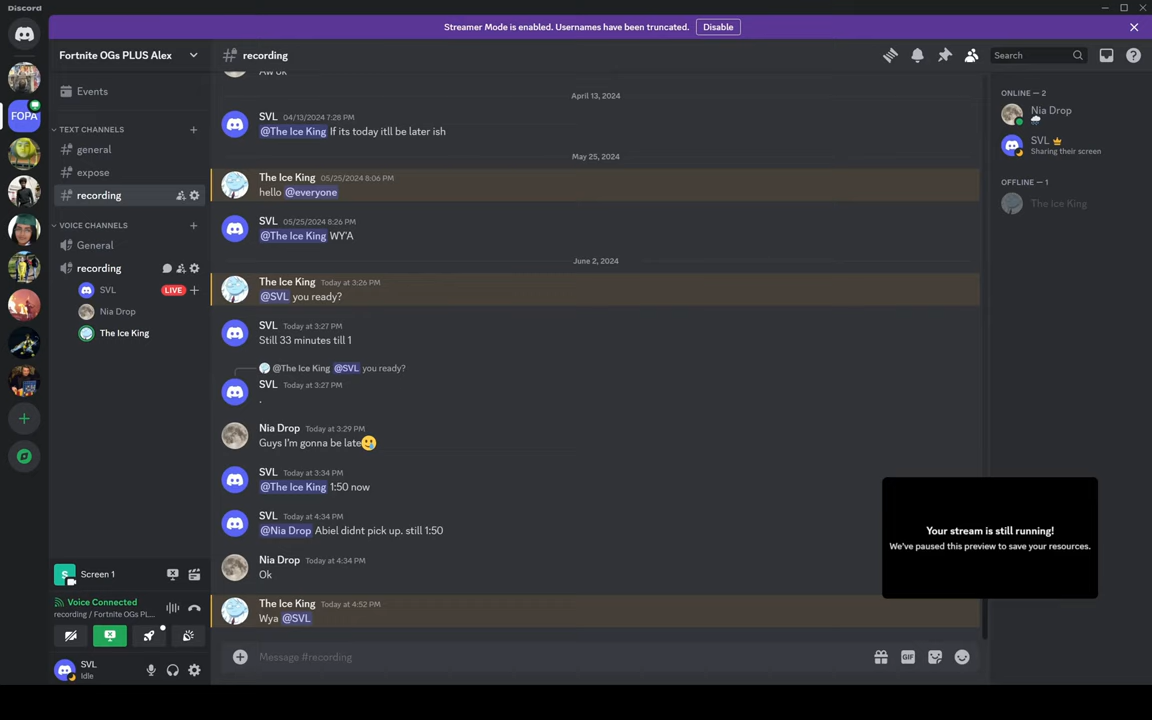 Discord
Streamer Mode is enabled. Usernames have been truncated.
Disable
Fortnite OGs PLUS Alex
recording
Search
Events
TEXT CHANNELS
general
expose
recording
VOICE CHANNELS
General
recording
SVL
LIVE
Nia Drop
The Ice King
FOPA
April 13, 2024
SVL 04/13/2024 7:28 PM
@The Ice King If its today itll be later ish
May 25, 2024
The Ice King 05/25/2024 8:06 PM
hello @everyone
SVL 05/25/2024 8:26 PM
@The Ice King WY'A
June 2, 2024
The Ice King Today at 3:26 PM
@SVL you ready?
SVL Today at 3:27 PM
Still 33 minutes till 1
@The Ice King @SVL you ready?
SVL Today at 3:27 PM
.
Nia Drop Today at 3:29 PM
Guys I'm gonna be late🥲
SVL Today at 3:34 PM
@The Ice King 1:50 now
SVL Today at 4:34 PM
@Nia Drop Abiel didnt pick up. still 1:50
Nia Drop Today at 4:34 PM
Ok
The Ice King Today at 4:52 PM
Wya @SVL
Message #recording
GIF
ONLINE — 2
Nia Drop
SVL
Sharing their screen
OFFLINE — 1
The Ice King
Your stream is still running!
We've paused this preview to save your resources.
S
Screen 1
Voice Connected
recording / Fortnite OGs PL...
SVL
Idle